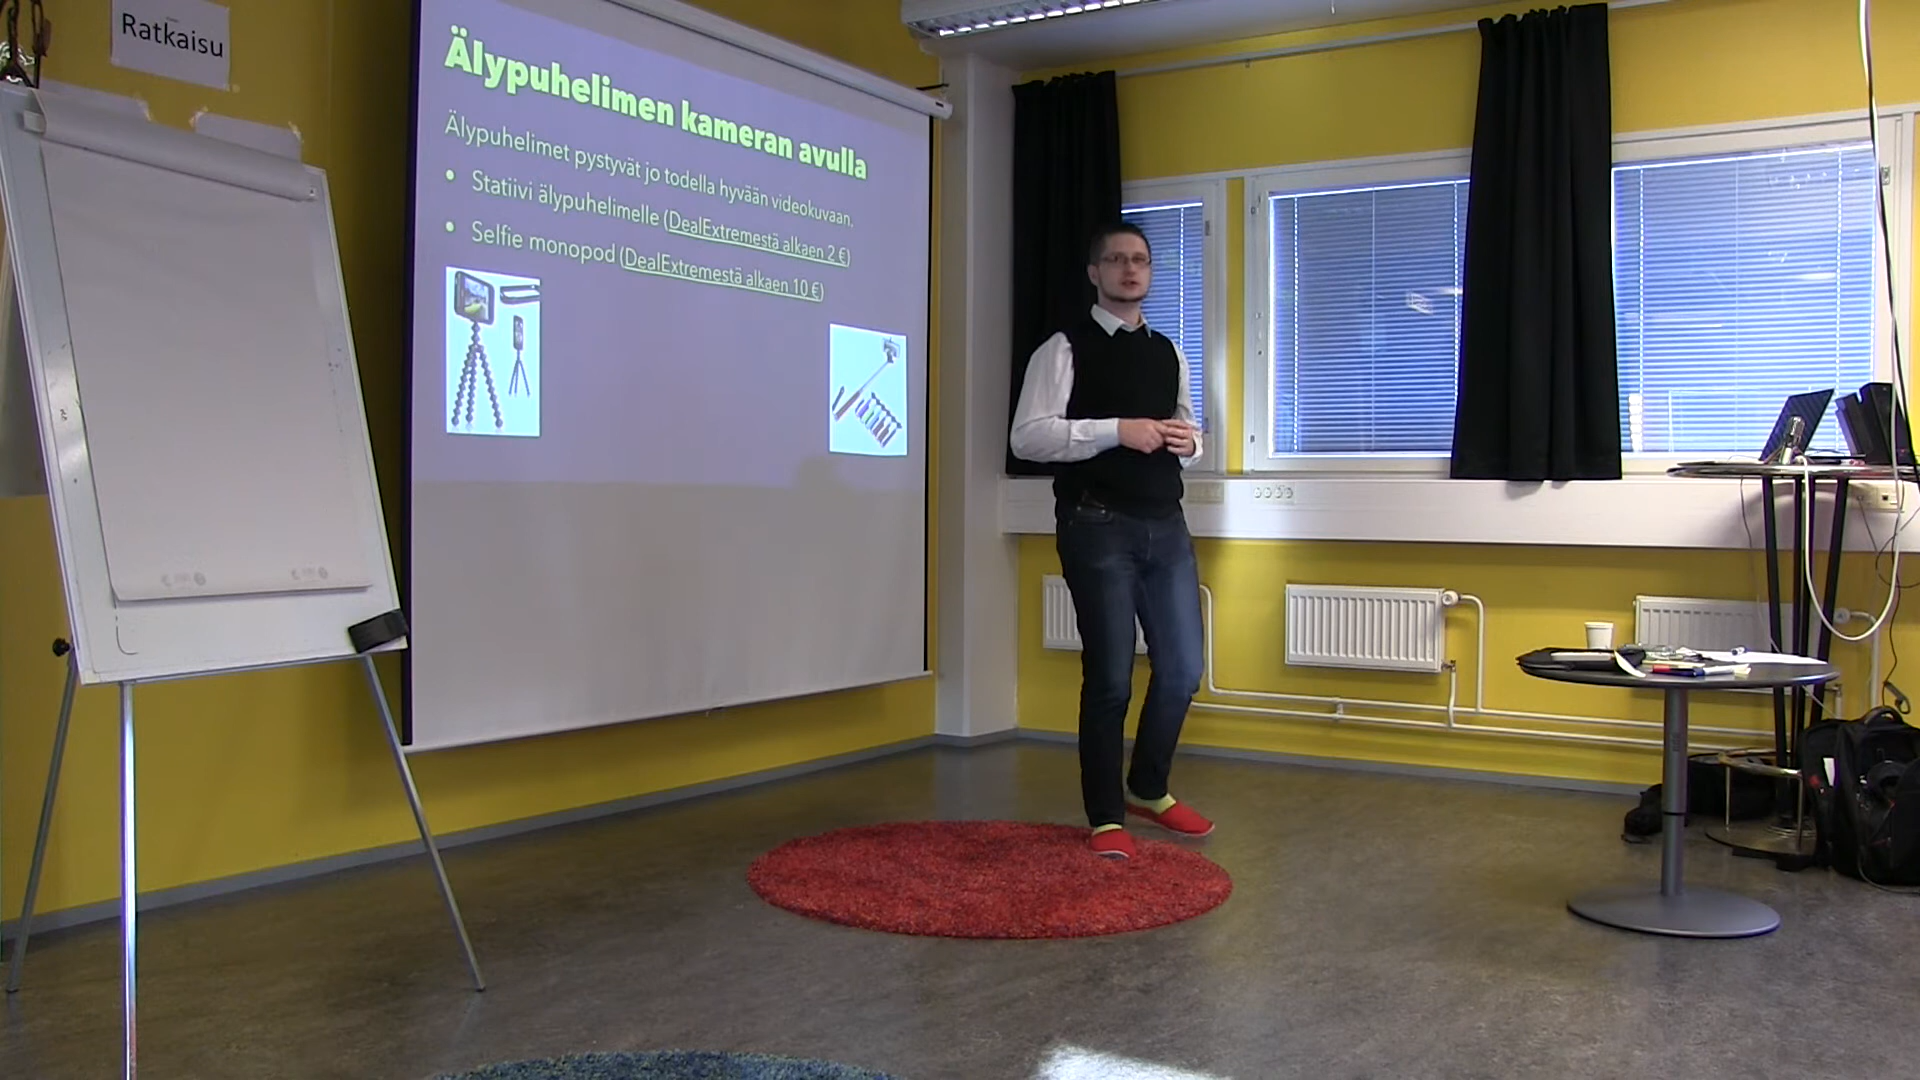 Ratkaisu
Älypuhelimen kameran avulla
Älypuhelimet pystyvät jo todella hyvään videokuvaan.
• Statiivi älypuhelimelle (DealExtremestä alkaen 2 €)
• Selfie monopod (DealExtremestä alkaen 10 €)